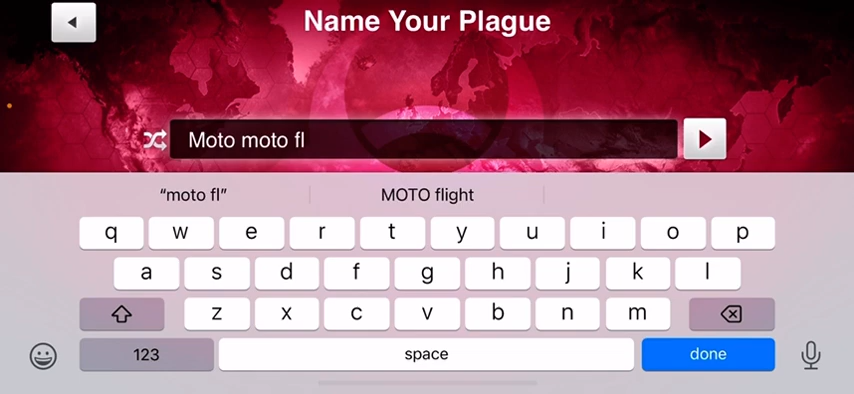 Name Your Plague
Moto moto fl
“moto fl” MOTO flight
q w e r t y u i o p
a s d f g h j k l
z x c v b n m
123 space done